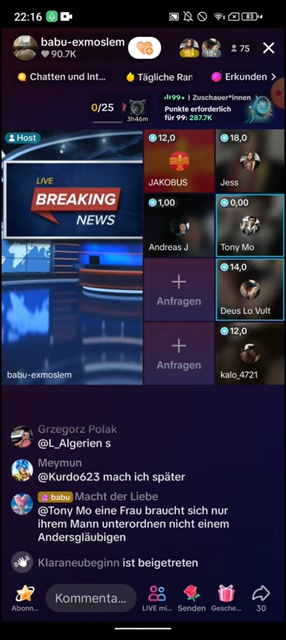 22:16
83
babu-exmoslem
90.7K
10+
75
Chatten und Int...
Tägliche Ran
Erkunden
0/25
3h46m
99+ | Zuschauer*innen
Punkte erforderlich
für 99: 287.7K
Host
LIVE
BREAKING
NEWS
babu-exmoslem
12,0
JAKOBUS
18,0
Jess
1,00
Andreas J
0,00
Tony Mo
Anfragen
14,0
Deus Lo Vult
Anfragen
12,0
kalo_4721
Grzegorz Polak
@L_Algerien s
Meymun
@Kurdo623 mach ich später
babu Macht der Liebe
@Tony Mo eine Frau braucht sich nur
ihrem Mann unterordnen nicht einem
Andersgläubigen
Klaraneubeginn ist beigetreten
Kommenta...
Abonn...
LIVE mi...
Senden
Gesche...
30